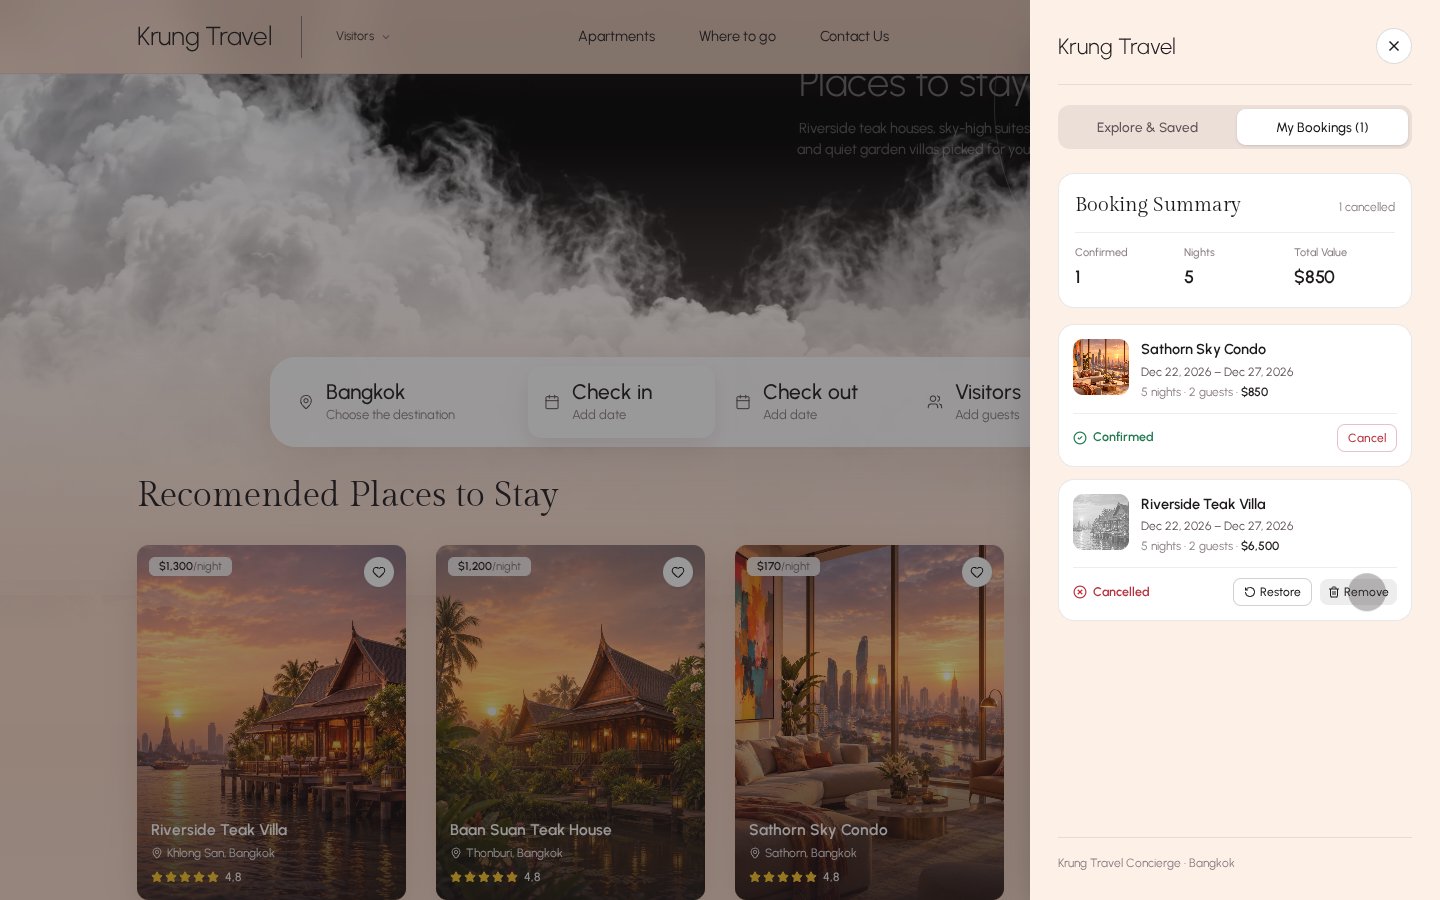 Krung Travel
Visitors
Apartments
Where to go
Contact Us
Places to stay
Riverside teak houses, sky-high suites
and quiet garden villas picked for you
Bangkok
Choose the destination
Check in
Add date
Check out
Add date
Visitors
Add guests
Recomended Places to Stay
$1,300/night
Riverside Teak Villa
Khlong San, Bangkok
4,8
$1,200/night
Baan Suan Teak House
Thonburi, Bangkok
4,8
$170/night
Sathorn Sky Condo
Sathorn, Bangkok
4,8
Krung Travel
Explore & Saved
My Bookings (1)
Booking Summary
1 cancelled
Confirmed
Nights
Total Value
1
5
$850
Sathorn Sky Condo
Dec 22, 2026 – Dec 27, 2026
5 nights · 2 guests · $850
Confirmed
Cancel
Riverside Teak Villa
Dec 22, 2026 – Dec 27, 2026
5 nights · 2 guests · $6,500
Cancelled
Restore
Remove
Krung Travel Concierge · Bangkok